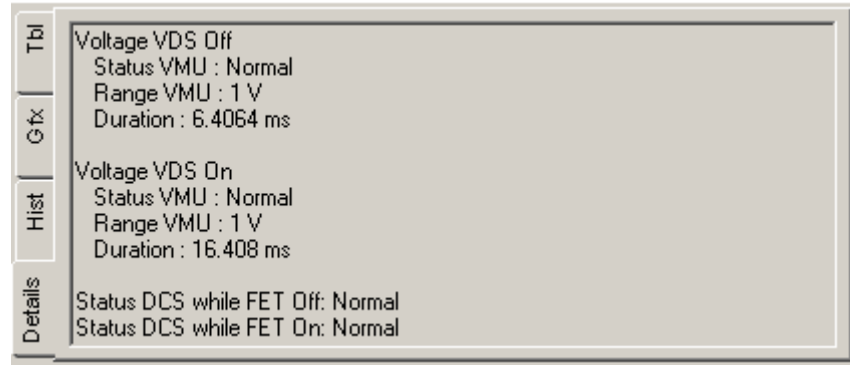 Tbl
Gfx
Hist
Details
Voltage VDS Off
Status VMU : Normal
Range VMU : 1 V
Duration : 6.4064 ms
Voltage VDS On
Status VMU : Normal
Range VMU : 1 V
Duration : 16.408 ms
Status DCS while FET Off: Normal
Status DCS while FET On: Normal